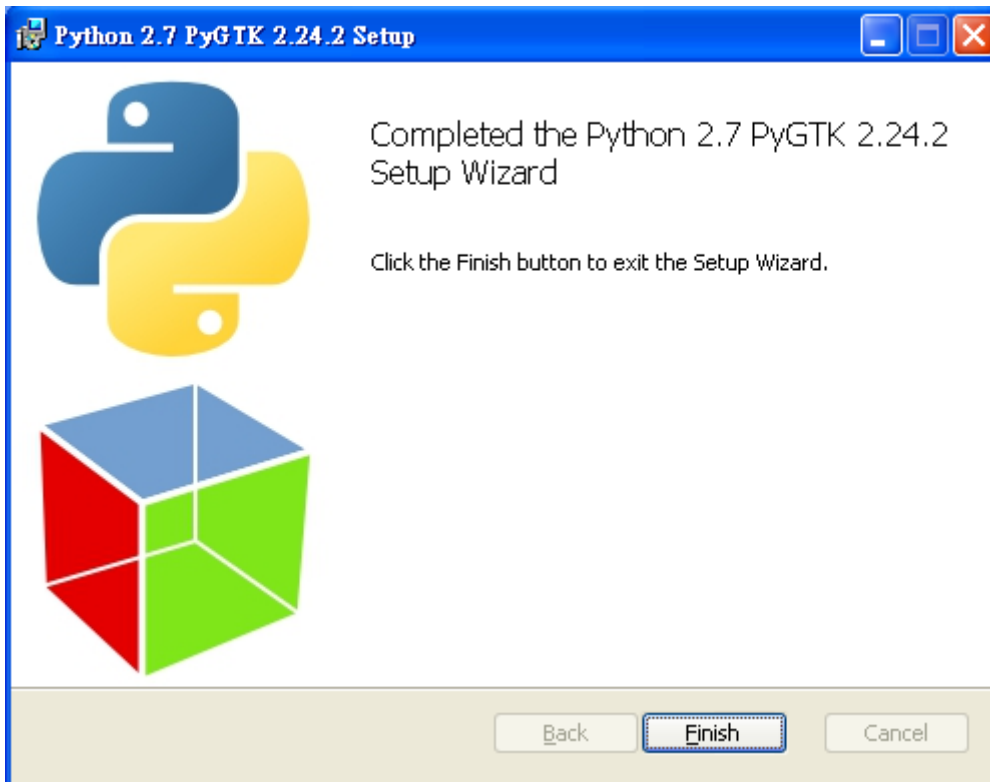 Python 2.7 PyGTK 2.24.2 Setup
Completed the Python 2.7 PyGTK 2.24.2
Setup Wizard
Click the Finish button to exit the Setup Wizard.
Back Finish Cancel